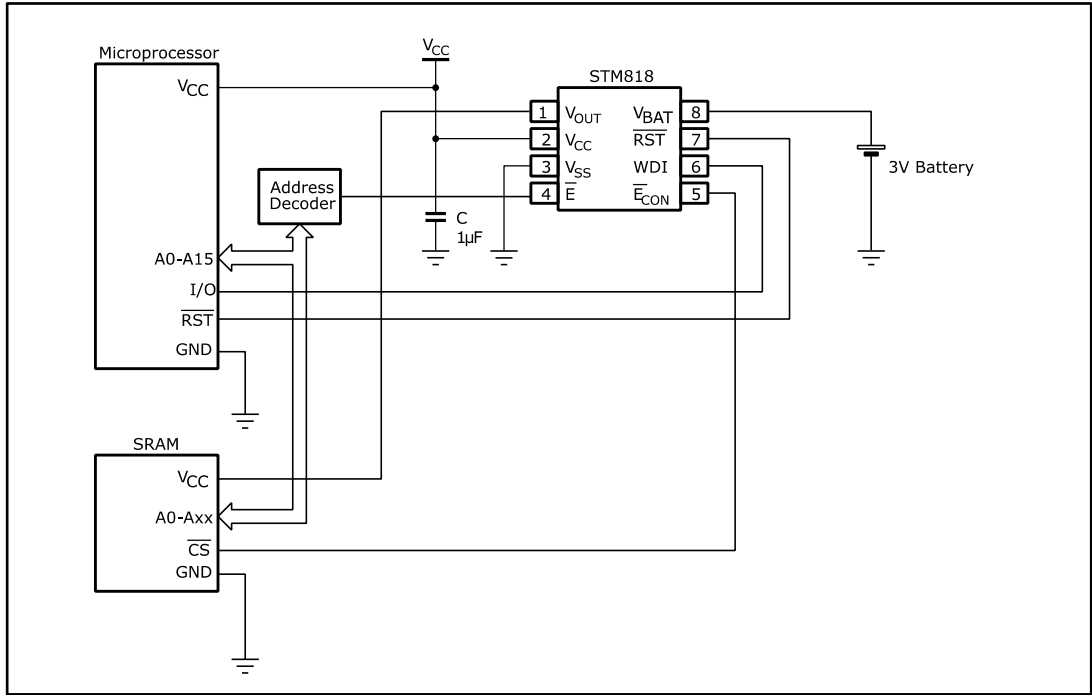 Microprocessor
VCC
A0-A15
I/O
RST
GND
VCC
Address
Decoder
C
1µF
STM818
1 VOUT VBAT 8
2 VCC RST 7
3 VSS WDI 6
4 E ECON 5
3V Battery
SRAM
VCC
A0-Axx
CS
GND